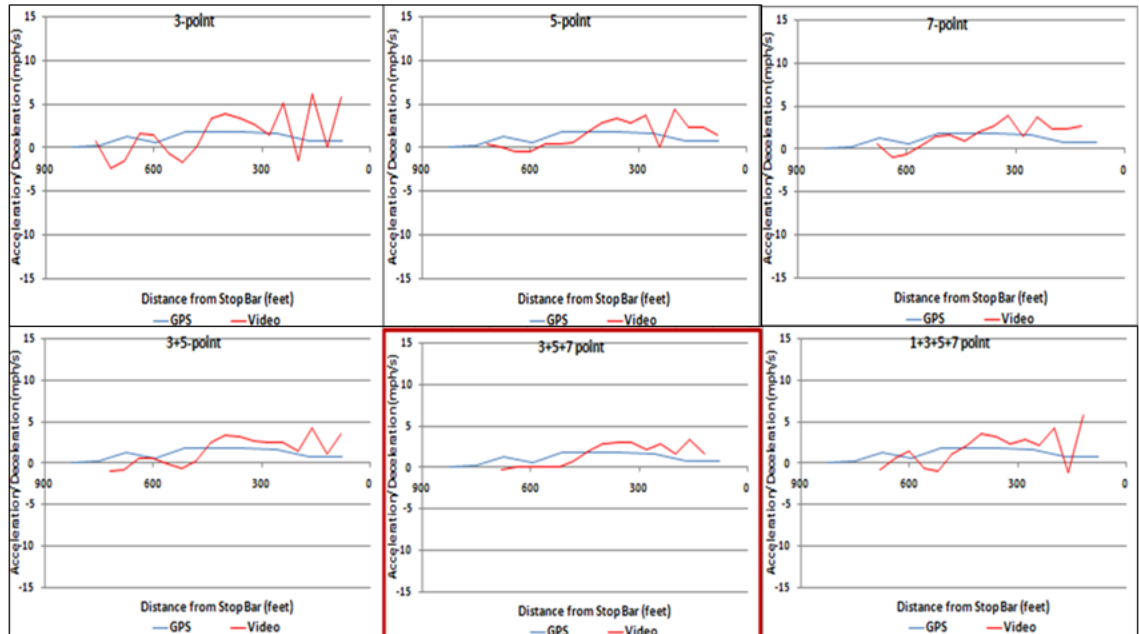 3-point
Acceleration/Deceleration(mph/s)
15
10
5
0
-5
-10
-15
900
600
300
0
Distance from Stop Bar (feet)
GPS
Video
5-point
Acceleration/Deceleration (mph/s)
15
10
5
0
-5
-10
-15
900
600
300
0
Distance from Stop Bar (feet)
GPS
Video
7-point
Acceleration/Deceleration (mph/s)
15
10
5
0
-5
-10
-15
900
600
300
0
Distance from Stop Bar (feet)
GPS
Video
3+5-point
Acceleration/Deceleration (mph/s)
15
10
5
0
-5
-10
-15
900
600
300
0
Distance from Stop Bar (feet)
GPS
Video
3+5+7 point
Acceleration/Deceleration (mph/s)
15
10
5
0
-5
-10
-15
900
600
300
0
Distance from Stop Bar (feet)
GPS
Video
1+3+5+7 point
Acceleration/Deceleration (mph/s)
15
10
5
0
-5
-10
-15
900
600
300
0
Distance from Stop Bar (feet)
GPS
Video